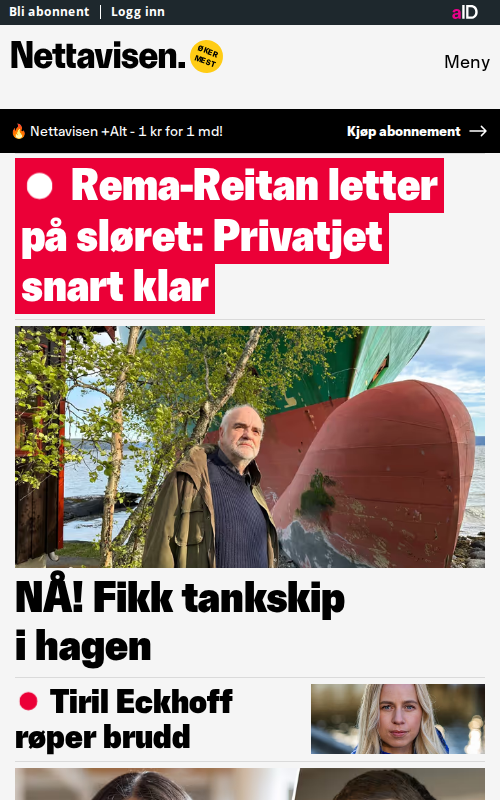 Bli abonnent | Logg inn
aID
Nettavisen.
ØKER
MEST
Meny
Nettavisen +Alt - 1 kr for 1 md!
Kjøp abonnement
Rema-Reitan letter
på sløret: Privatjet
snart klar
NÅ! Fikk tankskip
i hagen
Tiril Eckhoff
røper brudd